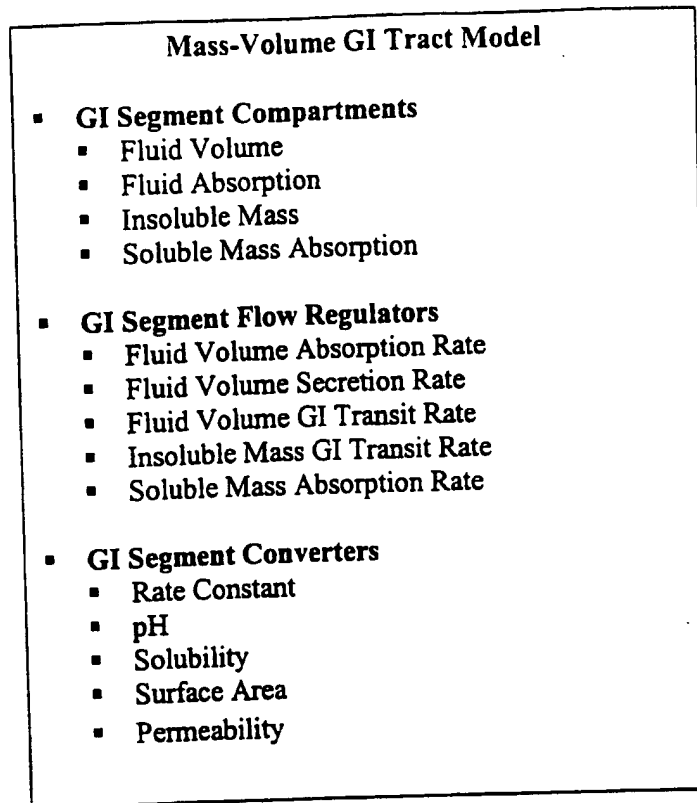 Mass-Volume GI Tract Model
▪ GI Segment Compartments
▪ Fluid Volume
▪ Fluid Absorption
▪ Insoluble Mass
▪ Soluble Mass Absorption
▪ GI Segment Flow Regulators
▪ Fluid Volume Absorption Rate
▪ Fluid Volume Secretion Rate
▪ Fluid Volume GI Transit Rate
▪ Insoluble Mass GI Transit Rate
▪ Soluble Mass Absorption Rate
▪ GI Segment Converters
▪ Rate Constant
▪ pH
▪ Solubility
▪ Surface Area
▪ Permeability